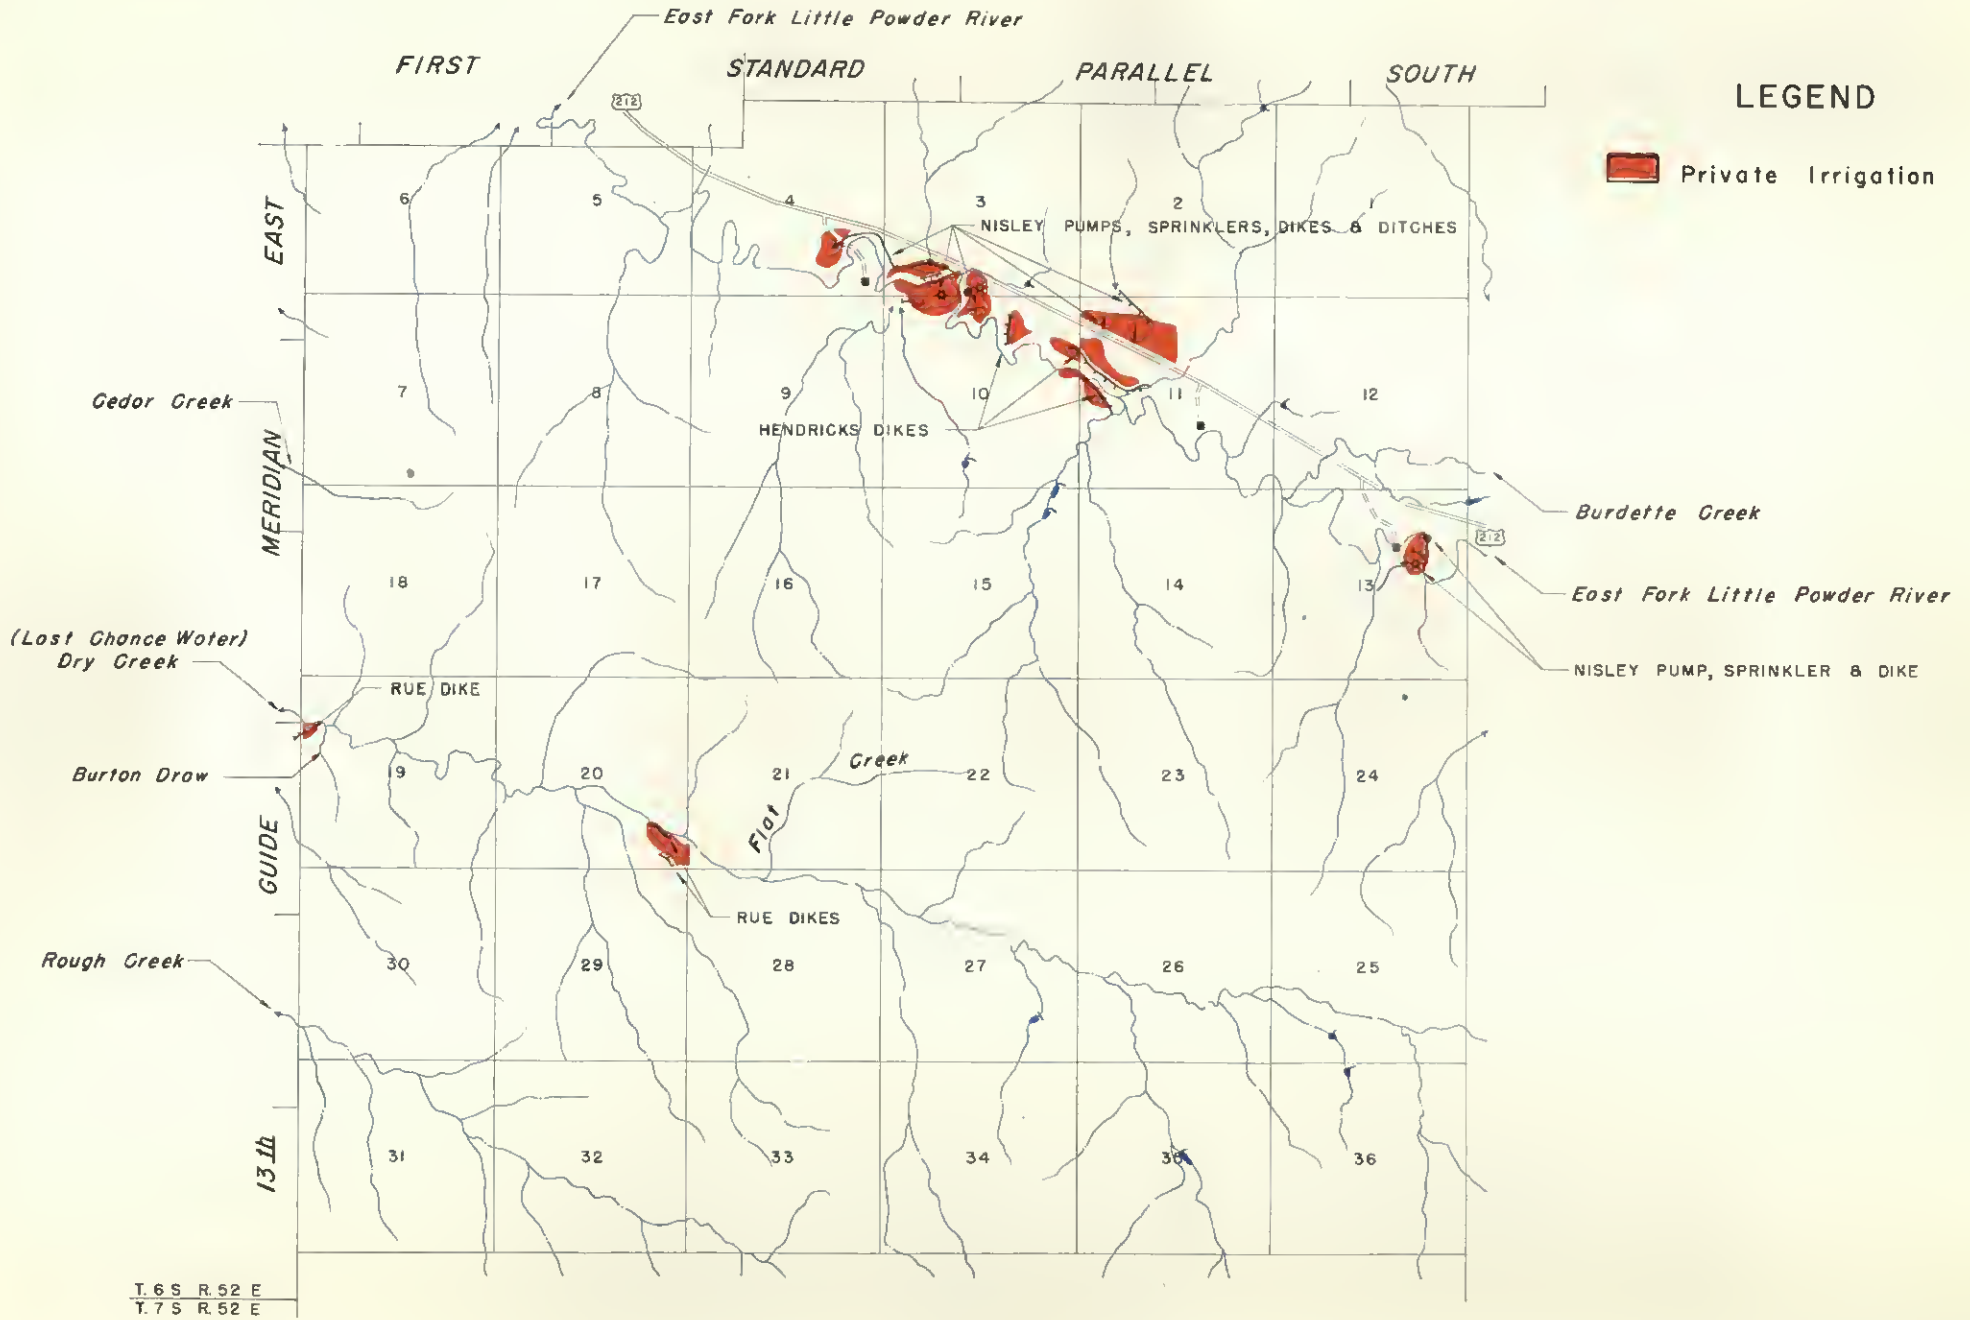 East Fork Little Powder River
FIRST STANDARD PARALLEL SOUTH
LEGEND
Private Irrigation
212
6 5 4 3 2 1
NISLEY PUMPS, SPRINKLERS, DIKES & DITCHES
EAST
7 8 9 10 11 12
Cedar Creek
HENDRICKS DIKES
MERIDIAN
Burdette Creek
212
18 17 16 15 14 13
East Fork Little Powder River
(Last Chance Water)
Dry Creek
RUE DIKE
NISLEY PUMP, SPRINKLER & DIKE
Burton Draw
19 20 21 22 23 24
Flat Creek
GUIDE
RUE DIKES
Rough Creek
30 29 28 27 26 25
13th
31 32 33 34 35 36
T. 6 S R. 52 E
T. 7 S R. 52 E